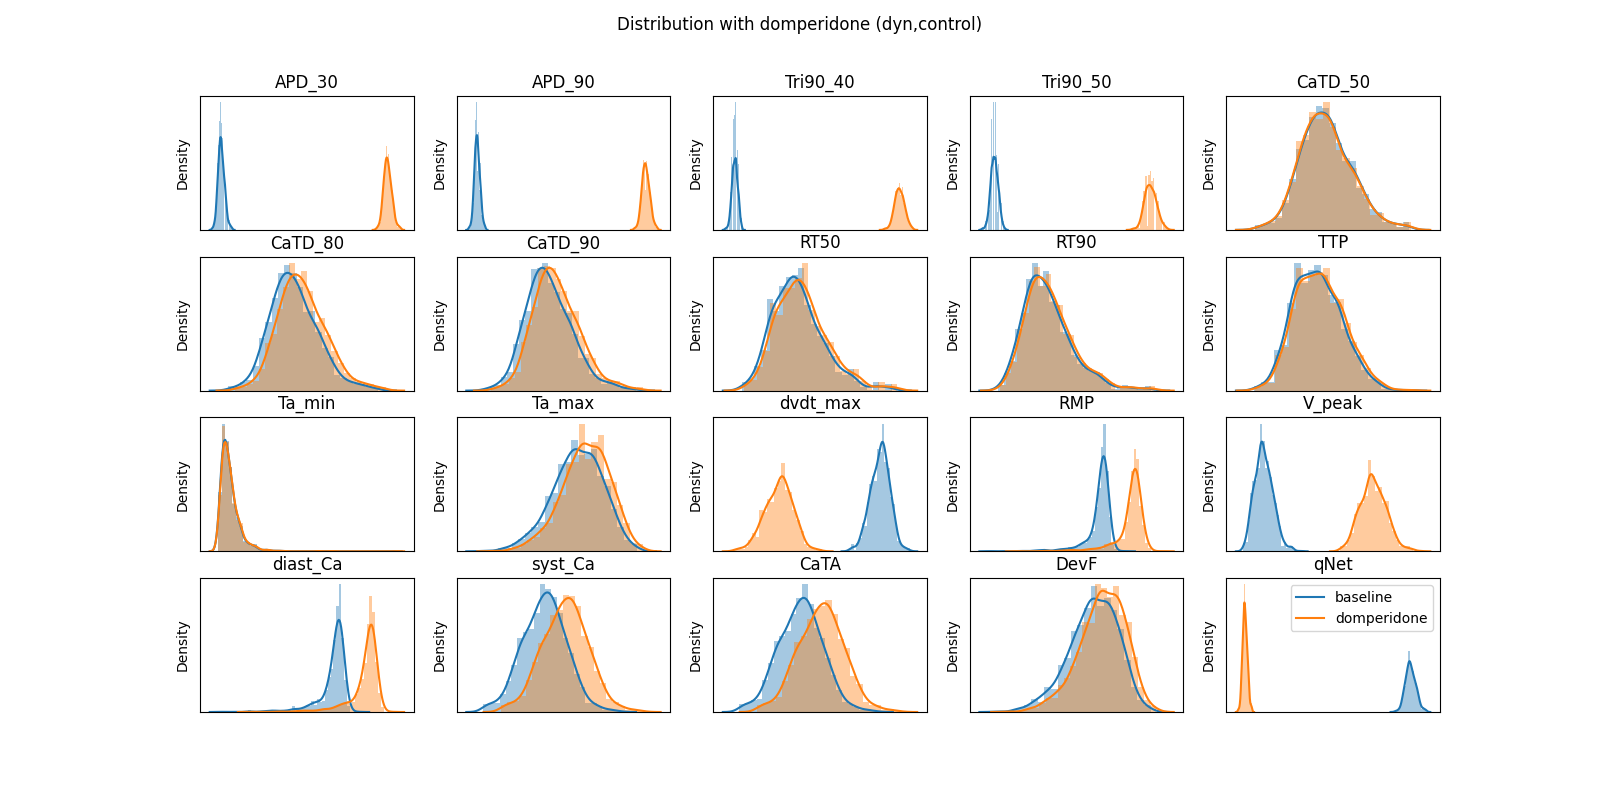 Distribution with domperidone (dyn,control)
APD_30
APD_90
Tri90_40
Tri90_50
CaTD_50
Density
Density
Density
Density
Density
CaTD_80
CaTD_90
RT50
RT90
TTP
Density
Density
Density
Density
Density
Ta_min
Ta_max
dvdt_max
RMP
V_peak
Density
Density
Density
Density
Density
diast_Ca
syst_Ca
CaTA
DevF
qNet
Density
Density
Density
Density
Density
baseline
domperidone